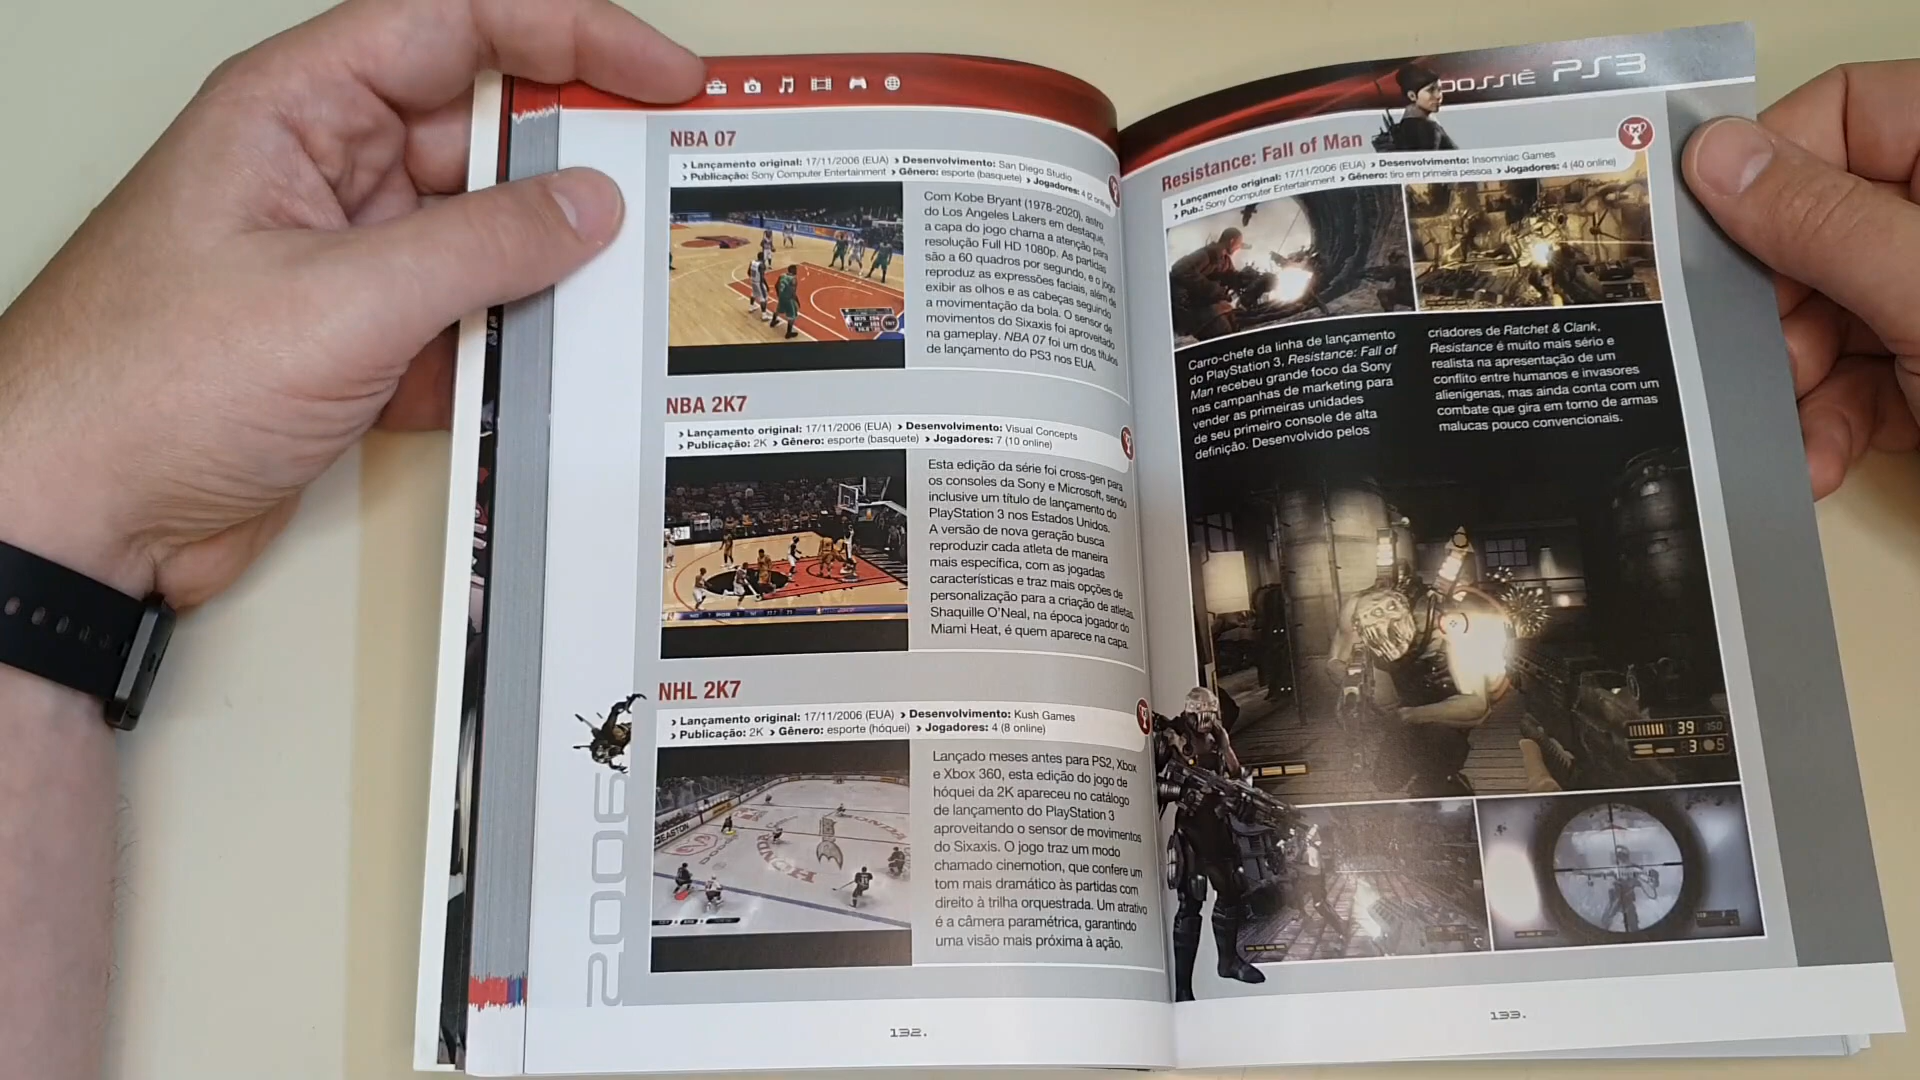 NBA 07
› Lançamento original: 17/11/2006 (EUA) › Desenvolvimento: San Diego Studio
› Publicação: Sony Computer Entertainment › Gênero: esporte (basquete) › Jogadores: 4 (2 online)
Com Kobe Bryant (1978-2020), astro
do Los Angeles Lakers em destaque,
a capa do jogo chama a atenção para
resolução Full HD 1080p. As partidas
são a 60 quadros por segundo, e o jogo
reproduz as expressões faciais, além de
exibir os olhos e as cabeças seguindo
a movimentação da bola. O sensor de
movimentos do Sixaxis foi aproveitado
na gameplay. NBA 07 foi um dos títulos
de lançamento do PS3 nos EUA.
NBA 2K7
› Lançamento original: 17/11/2006 (EUA) › Desenvolvimento: Visual Concepts
› Publicação: 2K › Gênero: esporte (basquete) › Jogadores: 7 (10 online)
Esta edição da série foi cross-gen para
os consoles da Sony e Microsoft, sendo
inclusive um título de lançamento do
PlayStation 3 nos Estados Unidos.
A versão de nova geração busca
reproduzir cada atleta de maneira
mais específica, com as jogadas
características e traz mais opções de
personalização para a criação de atletas.
Shaquille O'Neal, na época jogador do
Miami Heat, é quem aparece na capa.
NHL 2K7
› Lançamento original: 17/11/2006 (EUA) › Desenvolvimento: Kush Games
› Publicação: 2K › Gênero: esporte (hóquei) › Jogadores: 4 (8 online)
Lançado meses antes para PS2, Xbox
e Xbox 360, esta edição do jogo de
hóquei da 2K apareceu no catálogo
de lançamento do PlayStation 3
aproveitando o sensor de movimentos
do Sixaxis. O jogo traz um modo
chamado cinemotion, que confere um
tom mais dramático às partidas com
direito à trilha orquestrada. Um atrativo
é a câmera paramétrica, garantindo
uma visão mais próxima à ação.
EASTON
HONDA
2006
132.
DOSSIÊ PS3
Resistance: Fall of Man
› Lançamento original: 17/11/2006 (EUA) › Desenvolvimento: Insomniac Games
› Pub.: Sony Computer Entertainment › Gênero: tiro em primeira pessoa › Jogadores: 4 (40 online)
Carro-chefe da linha de lançamento
do PlayStation 3, Resistance: Fall of
Man recebeu grande foco da Sony
nas campanhas de marketing para
vender as primeiras unidades
de seu primeiro console de alta
definição. Desenvolvido pelos
criadores de Ratchet & Clank,
Resistance é muito mais sério e
realista na apresentação de um
conflito entre humanos e invasores
alienígenas, mas ainda conta com um
combate que gira em torno de armas
malucas pouco convencionais.
39
3 5
133.